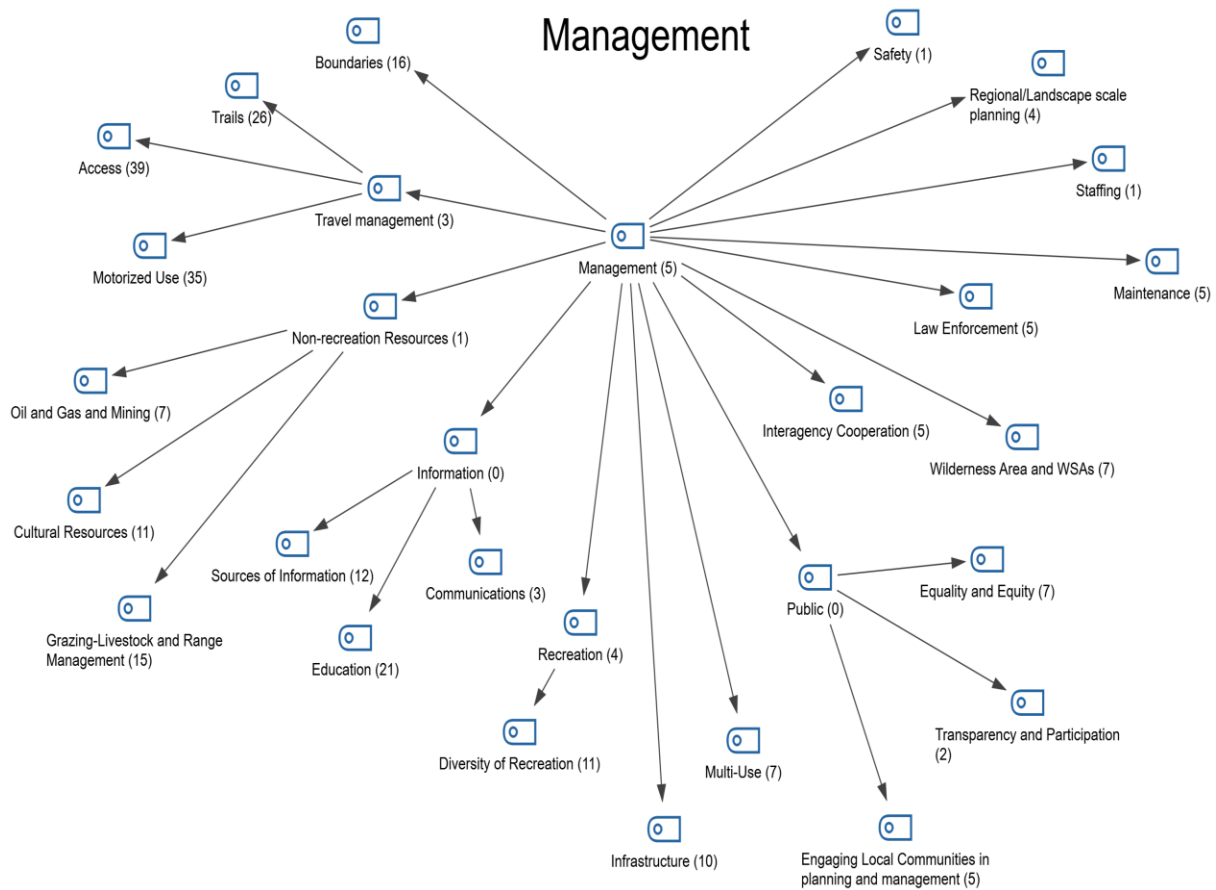 Management
Boundaries (16)
Safety (1)
Regional/Landscape scale
planning (4)
Trails (26)
Access (39)
Staffing (1)
Travel management (3)
Management (5)
Motorized Use (35)
Maintenance (5)
Law Enforcement (5)
Non-recreation Resources (1)
Oil and Gas and Mining (7)
Interagency Cooperation (5)
Wilderness Area and WSAs (7)
Information (0)
Cultural Resources (11)
Sources of Information (12)
Communications (3)
Equality and Equity (7)
Public (0)
Grazing-Livestock and Range
Management (15)
Education (21)
Recreation (4)
Transparency and Participation
(2)
Diversity of Recreation (11)
Multi-Use (7)
Infrastructure (10)
Engaging Local Communities in
planning and management (5)